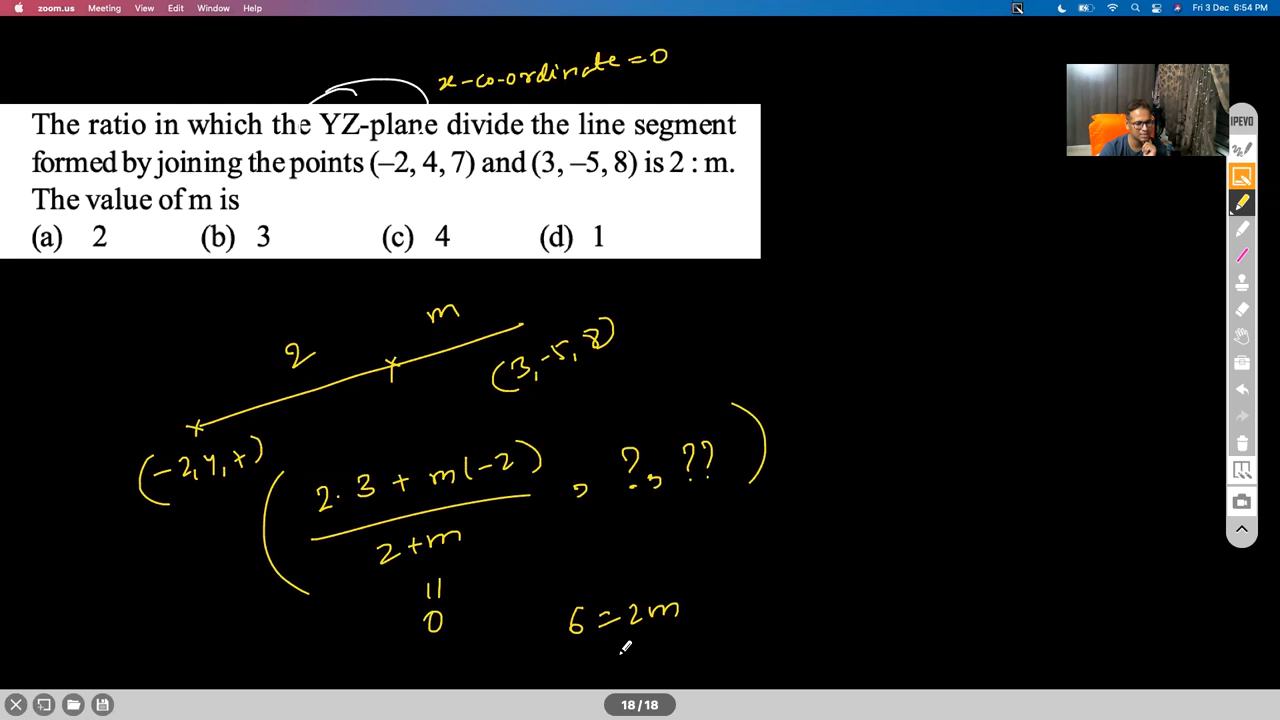 zoom.us Meeting View Edit Window Help Fri 3 Dec 6:54 PM
x-co-ordinate = 0
The ratio in which the YZ-plane divide the line segment
formed by joining the points (–2, 4, 7) and (3, –5, 8) is 2 : m.
The value of m is
(a) 2 (b) 3 (c) 4 (d) 1
IPEVO
m
2
(3, -5, 8)
(-2, 4, 7)
( 2. 3 + m(-2) , ?, ?? )
2+m
=
0
6 = 2m
18 / 18